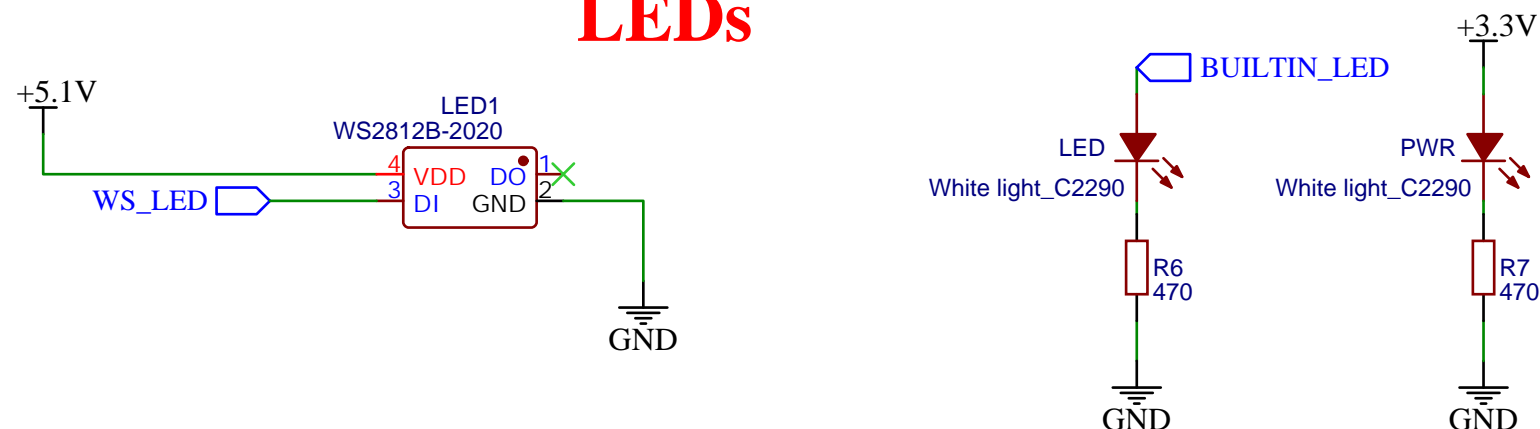 LEDs
+5.1V
LED1
WS2812B-2020
4
VDD
DO
1
WS_LED
3
DI
GND
2
GND
BUILTIN_LED
LED
White light_C2290
R6
470
GND
+3.3V
PWR
White light_C2290
R7
470
GND